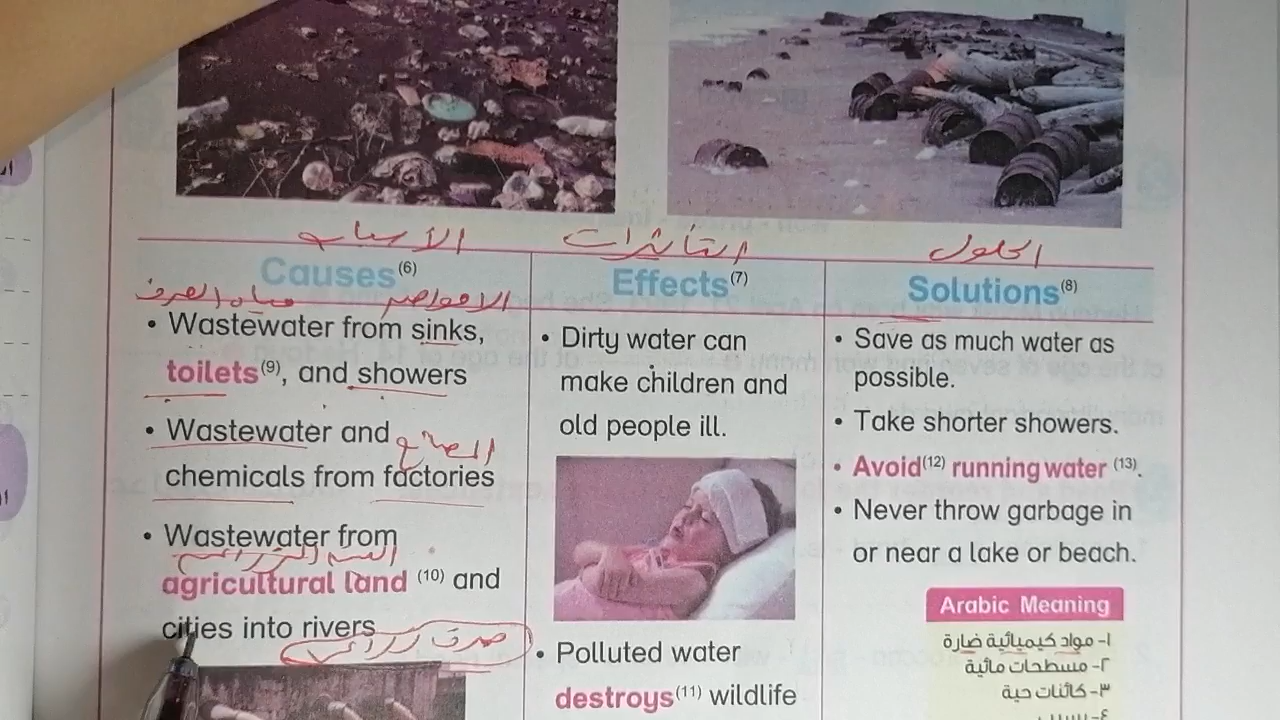 الأسباب
التأثيرات
الحلول
Causes(6)
Effects(7)
Solutions(8)
مياه الصرف
الاحواض
• Wastewater from sinks,
toilets(9), and showers
• Wastewater and
المصانع
chemicals from factories
• Wastewater from
agricultural land (10) and
cities into rivers
صرف زراعي
• Dirty water can
make children and
old people ill.
• Polluted water
destroys(11) wildlife
• Save as much water as
possible.
• Take shorter showers.
• Avoid(12) running water (13).
• Never throw garbage in
or near a lake or beach.
Arabic Meaning
١- مواد كيميائية ضارة
٢- مسطحات مائية
٣- كائنات حية